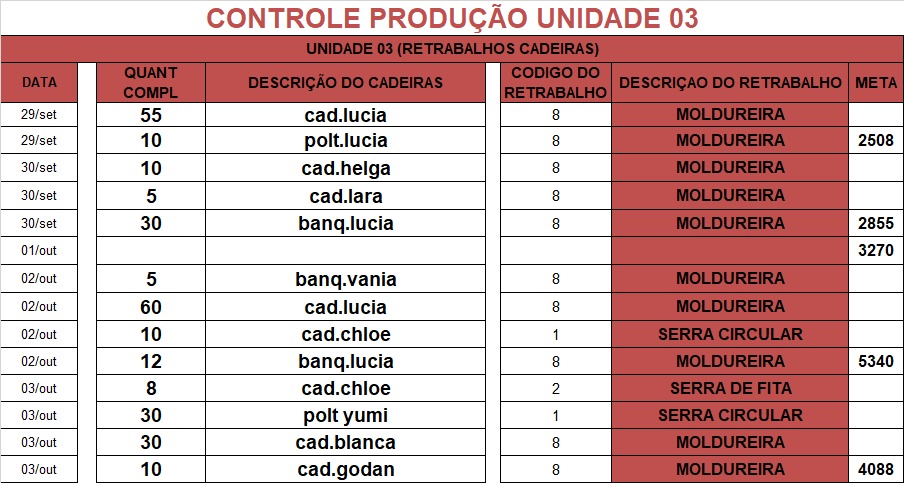 CONTROLE PRODUÇÃO UNIDADE 03
UNIDADE 03 (RETRABALHOS CADEIRAS)
DATA QUANT COMPL DESCRIÇÃO DO CADEIRAS CODIGO DO RETRABALHO DESCRIÇAO DO RETRABALHO META
29/set 55 cad.lucia 8 MOLDUREIRA
29/set 10 polt.lucia 8 MOLDUREIRA 2508
30/set 10 cad.helga 8 MOLDUREIRA
30/set 5 cad.lara 8 MOLDUREIRA
30/set 30 banq.lucia 8 MOLDUREIRA 2855
01/out 3270
02/out 5 banq.vania 8 MOLDUREIRA
02/out 60 cad.lucia 8 MOLDUREIRA
02/out 10 cad.chloe 1 SERRA CIRCULAR
02/out 12 banq.lucia 8 MOLDUREIRA 5340
03/out 8 cad.chloe 2 SERRA DE FITA
03/out 30 polt yumi 1 SERRA CIRCULAR
03/out 30 cad.blanca 8 MOLDUREIRA
03/out 10 cad.godan 8 MOLDUREIRA 4088